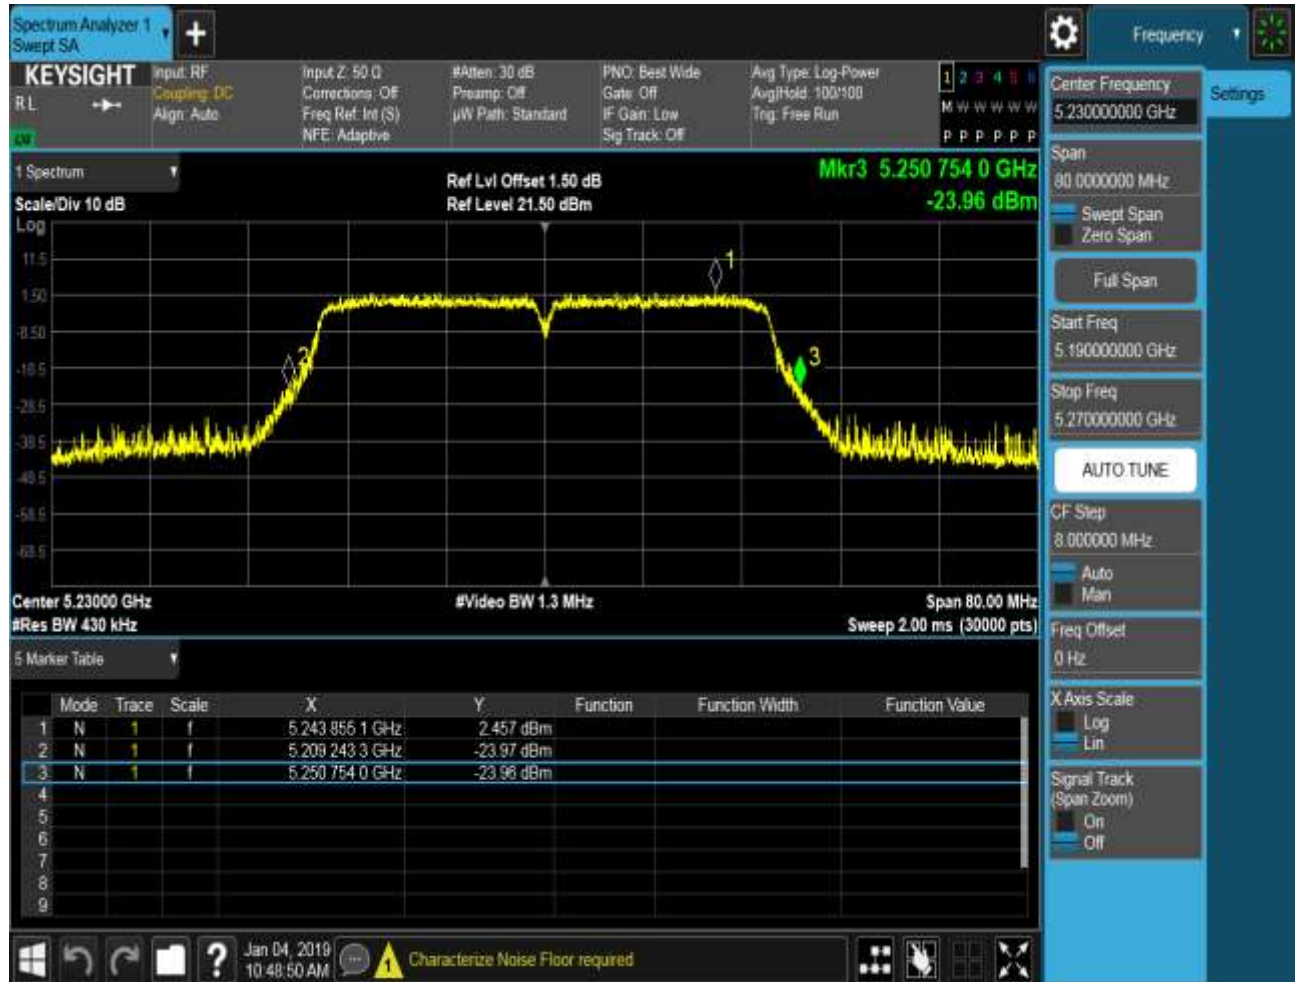 Spectrum Analyzer 1
Swept SA
+
Frequency
KEYSIGHT
RL
Input: RF
Coupling: DC
Align: Auto
Input Z: 50 Ω
Corrections: Off
Freq Ref: Int (S)
NFE: Adaptive
#Atten: 30 dB
Preamp: Off
µW Path: Standard
PNO: Best Wide
Gate: Off
IF Gain: Low
Sig Track: Off
Avg Type: Log-Power
Avg|Hold: 100/100
Trig: Free Run
1 2 3 4 5 6
M W W W W W
P P P P P P
1 Spectrum
Scale/Div 10 dB
Ref Lvl Offset 1.50 dB
Ref Level 21.50 dBm
Mkr3 5.250 754 0 GHz
-23.96 dBm
Log
11.5
1.50
-8.50
-18.5
-28.5
-38.5
-48.5
-58.5
-68.5
1
2
3
Center 5.23000 GHz
#Video BW 1.3 MHz
Span 80.00 MHz
#Res BW 430 kHz
Sweep 2.00 ms (30000 pts)
5 Marker Table
Mode Trace Scale X Y Function Function Width Function Value
1 N 1 f 5.243 855 1 GHz 2.457 dBm
2 N 1 f 5.209 243 3 GHz -23.97 dBm
3 N 1 f 5.250 754 0 GHz -23.96 dBm
4
5
6
7
8
9
?
Jan 04, 2019
10:48:50 AM
1
Characterize Noise Floor required
Center Frequency
5.230000000 GHz
Settings
Span
80.0000000 MHz
Swept Span
Zero Span
Full Span
Start Freq
5.190000000 GHz
Stop Freq
5.270000000 GHz
AUTO TUNE
CF Step
8.000000 MHz
Auto
Man
Freq Offset
0 Hz
X Axis Scale
Log
Lin
Signal Track
(Span Zoom)
On
Off